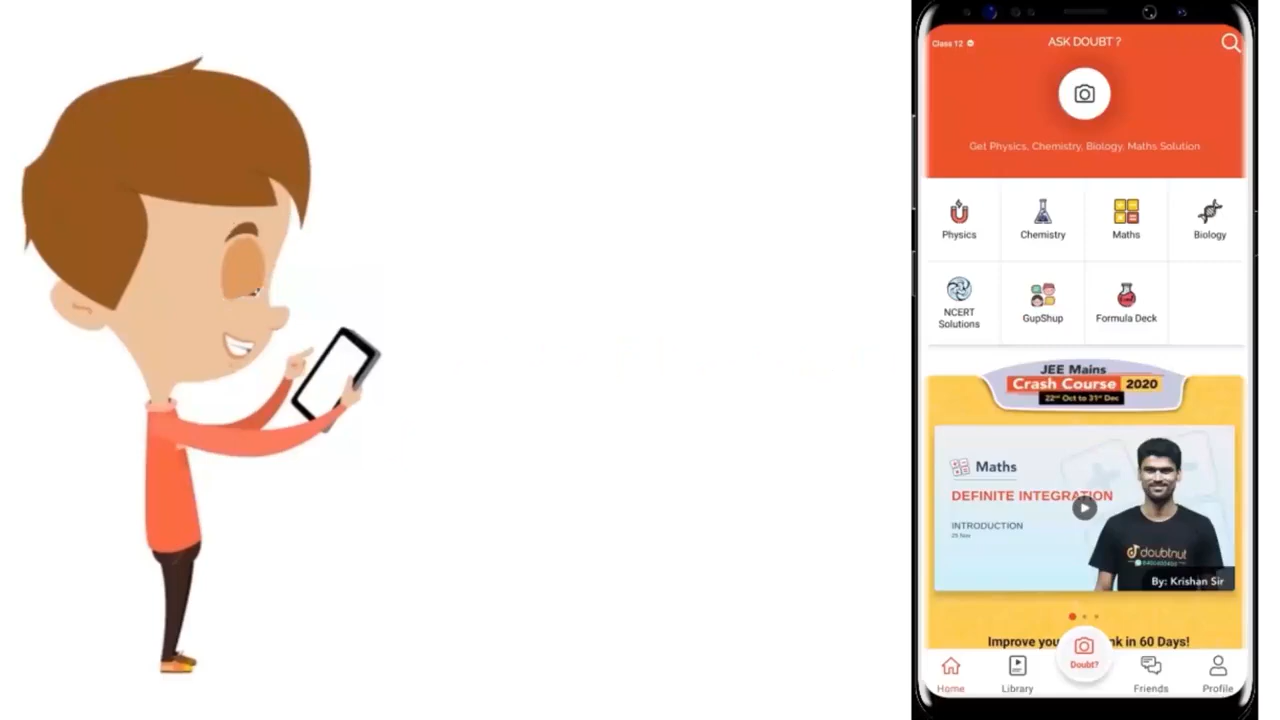 Class 12
ASK DOUBT ?
Get Physics, Chemistry, Biology, Maths Solution
Physics
Chemistry
Maths
Biology
NCERT
Solutions
GupShup
Formula Deck
JEE Mains
Crash Course 2020
22nd Oct to 31st Dec
Maths
DEFINITE INTEGRATION
INTRODUCTION
doubtnut
By: Krishan Sir
Improve you nk in 60 Days!
Doubt?
Home
Library
Friends
Profile